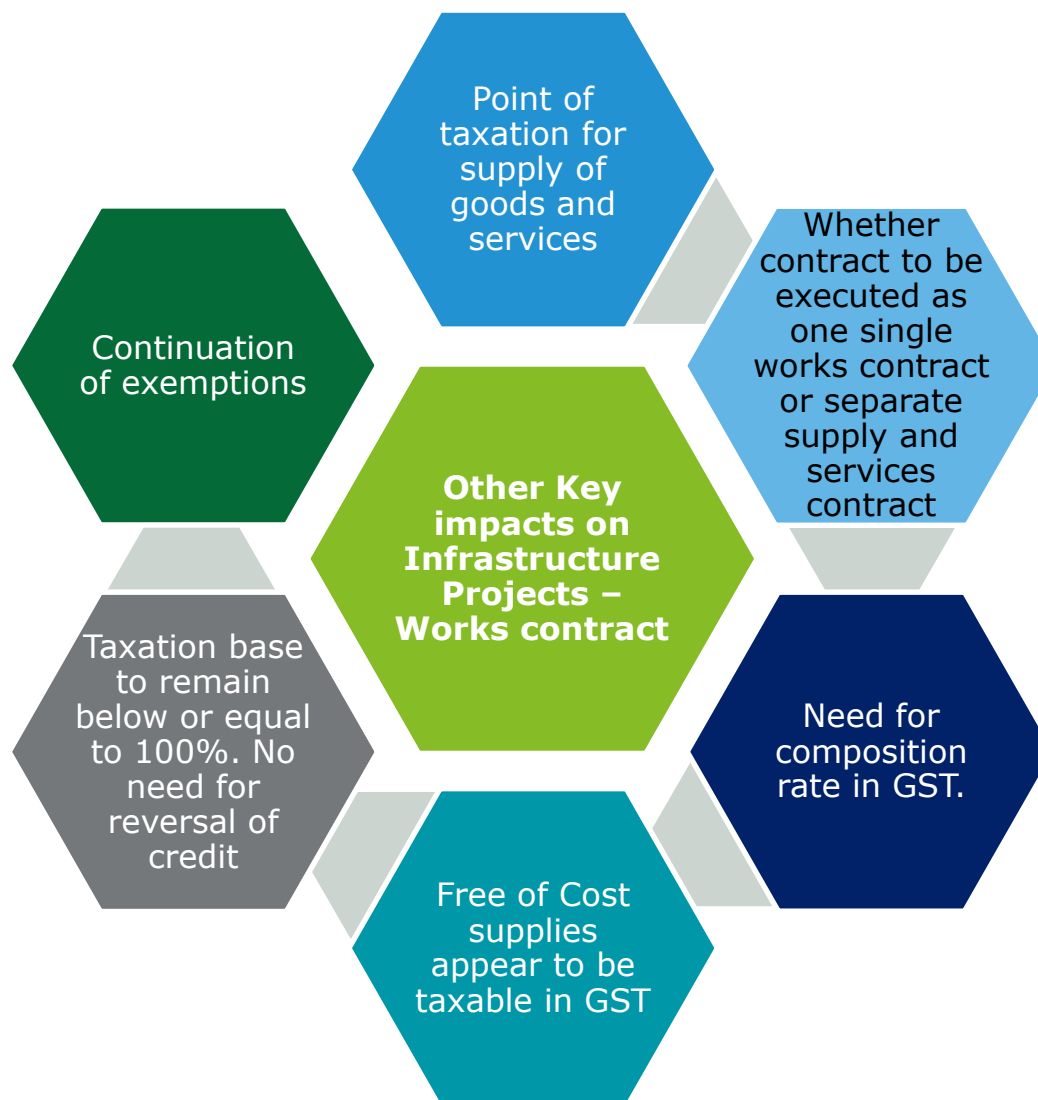 Point of
taxation for
supply of
goods and
services
Whether
contract to be
executed as
one single
works contract
or separate
supply and
services
contract
Continuation
of exemptions
Other Key
impacts on
Infrastructure
Projects –
Works contract
Taxation base
to remain
below or equal
to 100%. No
need for
reversal of
credit
Need for
composition
rate in GST.
Free of Cost
supplies
appear to be
taxable in GST